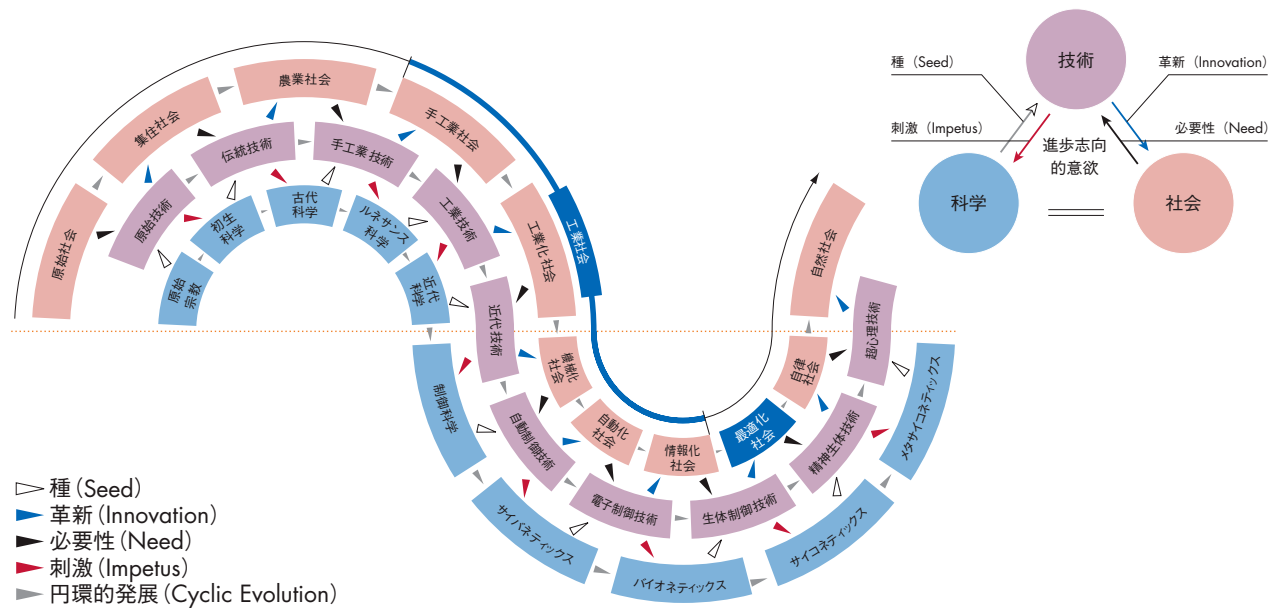 種（Seed）
技術
革新（Innovation）
刺激（Impetus）
必要性（Need）
進歩志向
的意欲
科学
社会
原始社会
集住社会
農業社会
手工業社会
工業化社会
工業社会
機械化
社会
自動化
社会
情報化
社会
最適化
社会
自律
社会
自然社会
原始技術
伝統技術
手工業技術
工業技術
近代技術
自動制御技術
電子制御技術
生体制御技術
精神生体技術
超心理技術
原始
宗教
初生
科学
古代
科学
ルネサンス
科学
近代
科学
制御科学
サイバネティックス
バイオネティックス
サイコネティックス
メタサイコネティックス
種（Seed）
革新（Innovation）
必要性（Need）
刺激（Impetus）
円環的発展（Cyclic Evolution）